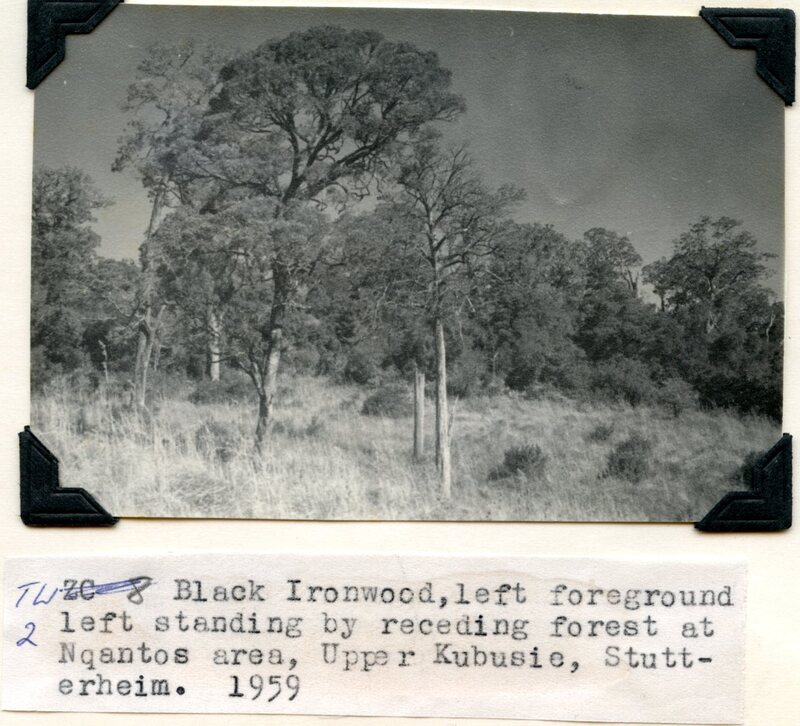 TW ZC 8 Black Ironwood, left foreground
2 left standing by receding forest at
Nqantos area, Upper Kubusie, Stutt-
erheim. 1959